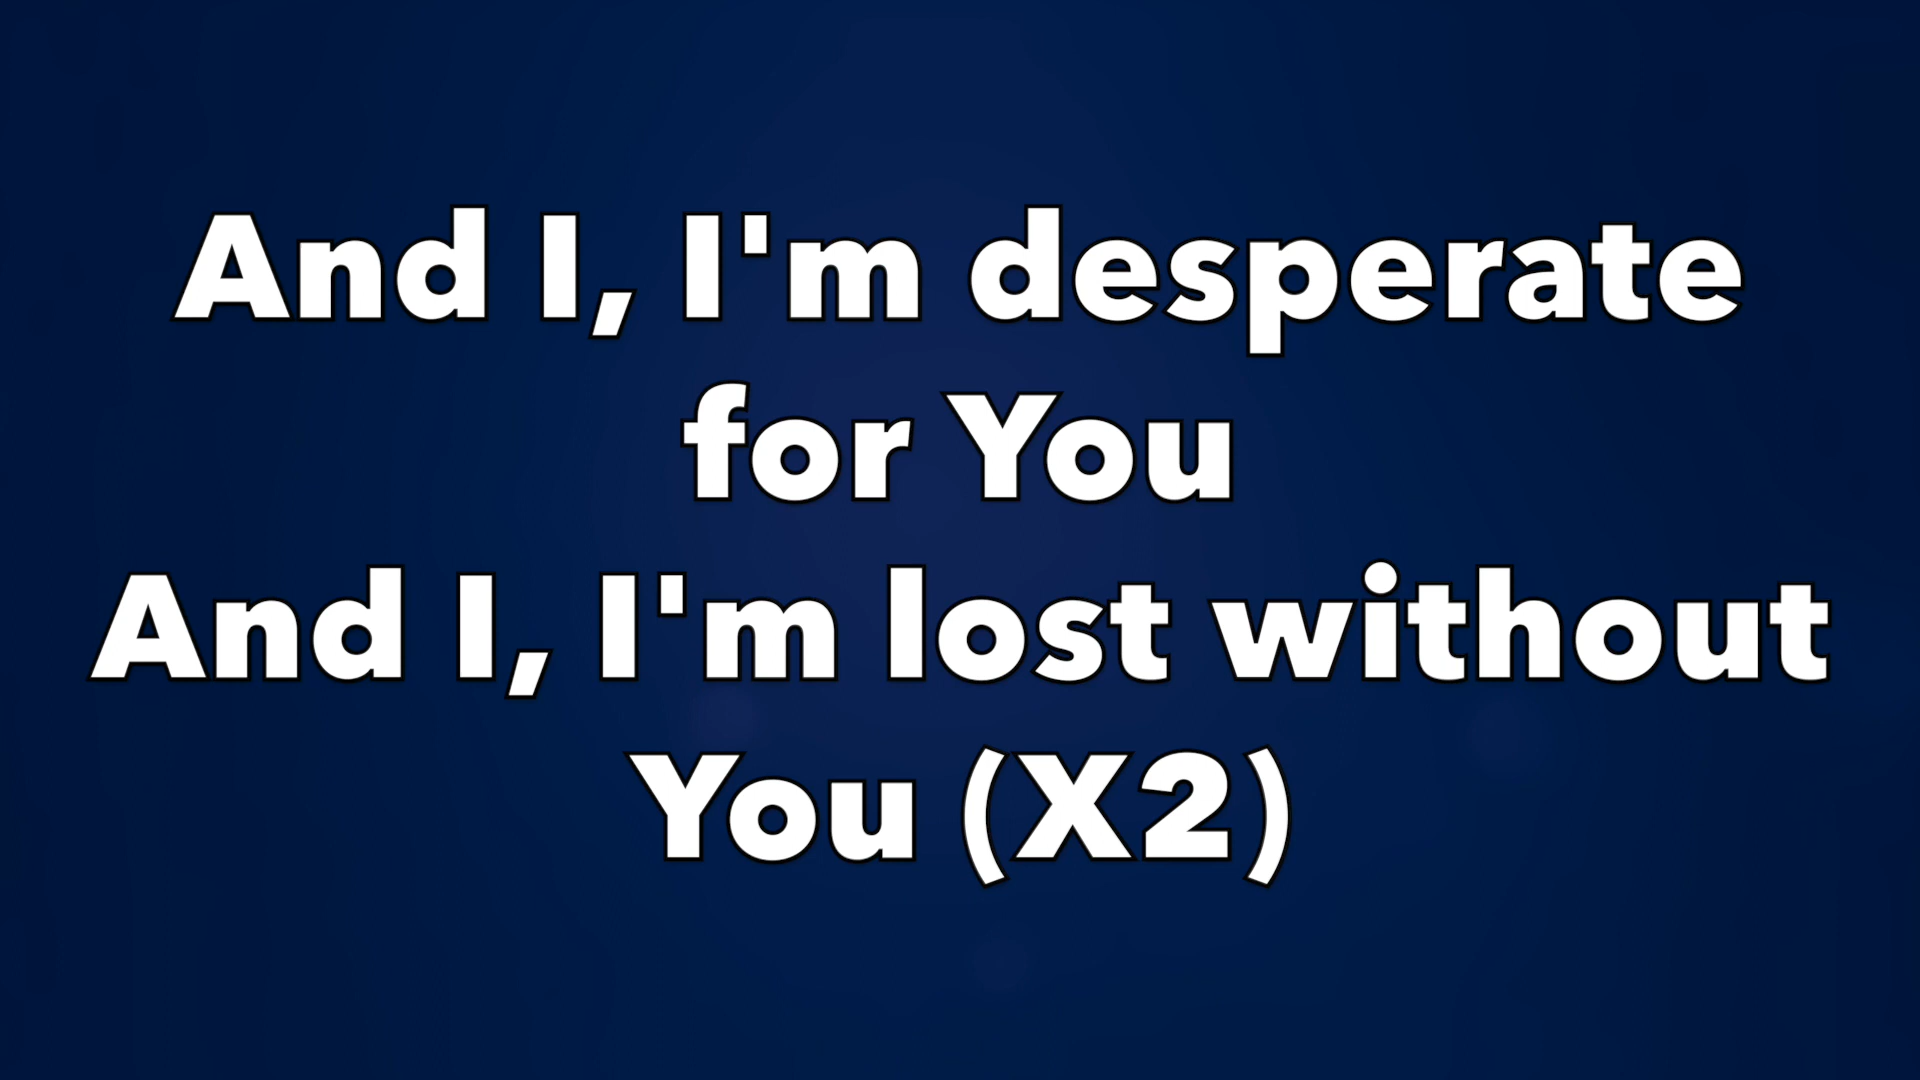 And I, I'm desperate
for You
And I, I'm lost without
You (X2)